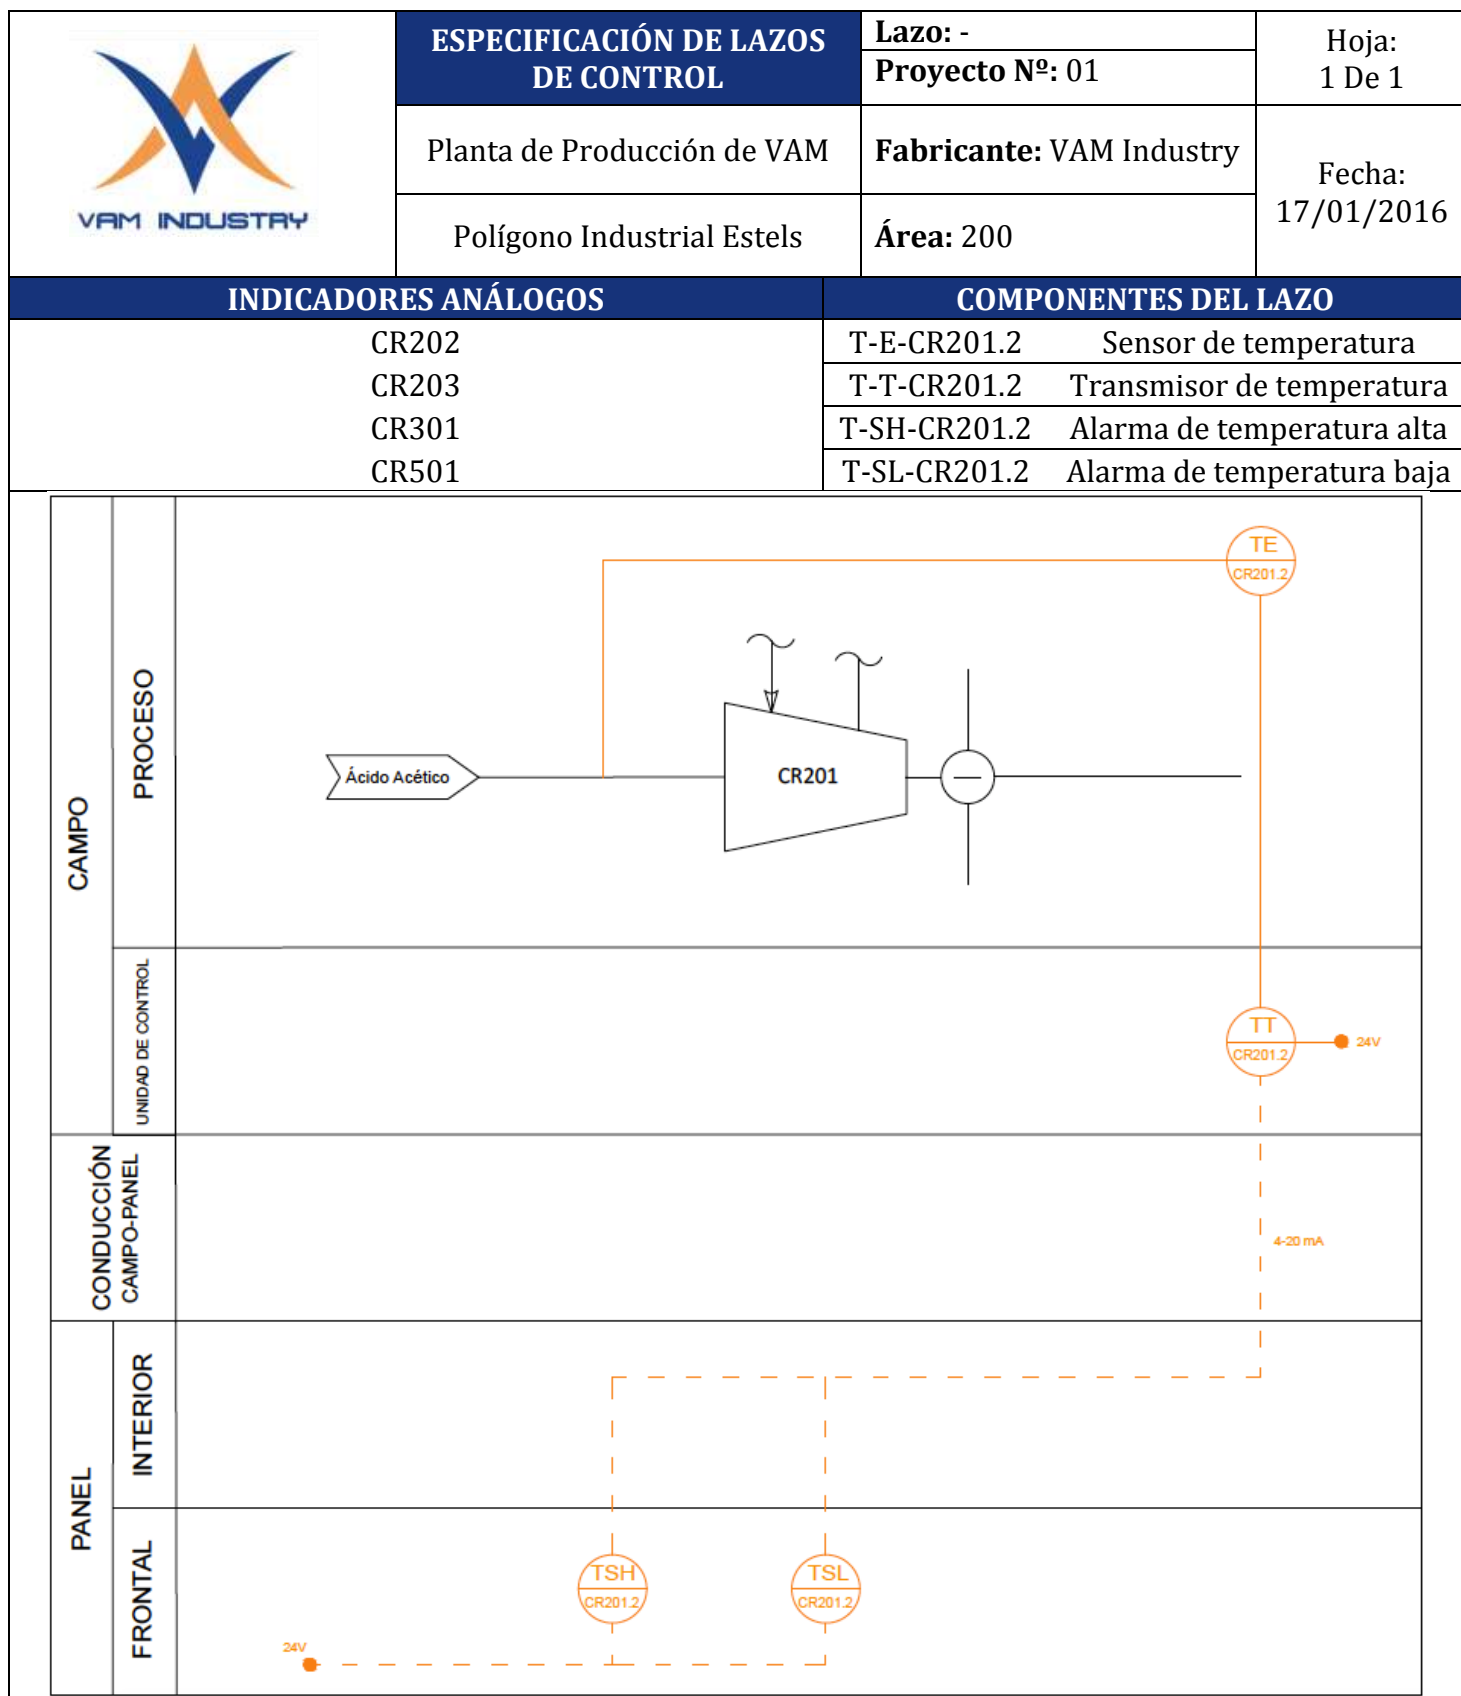 VAM INDUSTRY
ESPECIFICACIÓN DE LAZOS
DE CONTROL
Lazo: -
Proyecto Nº: 01
Hoja:
1 De 1
Planta de Producción de VAM
Fabricante: VAM Industry
Fecha:
17/01/2016
Polígono Industrial Estels
Área: 200
INDICADORES ANÁLOGOS
COMPONENTES DEL LAZO
CR202
T-E-CR201.2 Sensor de temperatura
CR203
T-T-CR201.2 Transmisor de temperatura
CR301
T-SH-CR201.2 Alarma de temperatura alta
CR501
T-SL-CR201.2 Alarma de temperatura baja
CAMPO
PROCESO
TE
CR201.2
Ácido Acético
CR201
UNIDAD DE CONTROL
TT
CR201.2
24V
CONDUCCIÓN
CAMPO-PANEL
4-20 mA
PANEL
INTERIOR
FRONTAL
TSH
CR201.2
TSL
CR201.2
24V